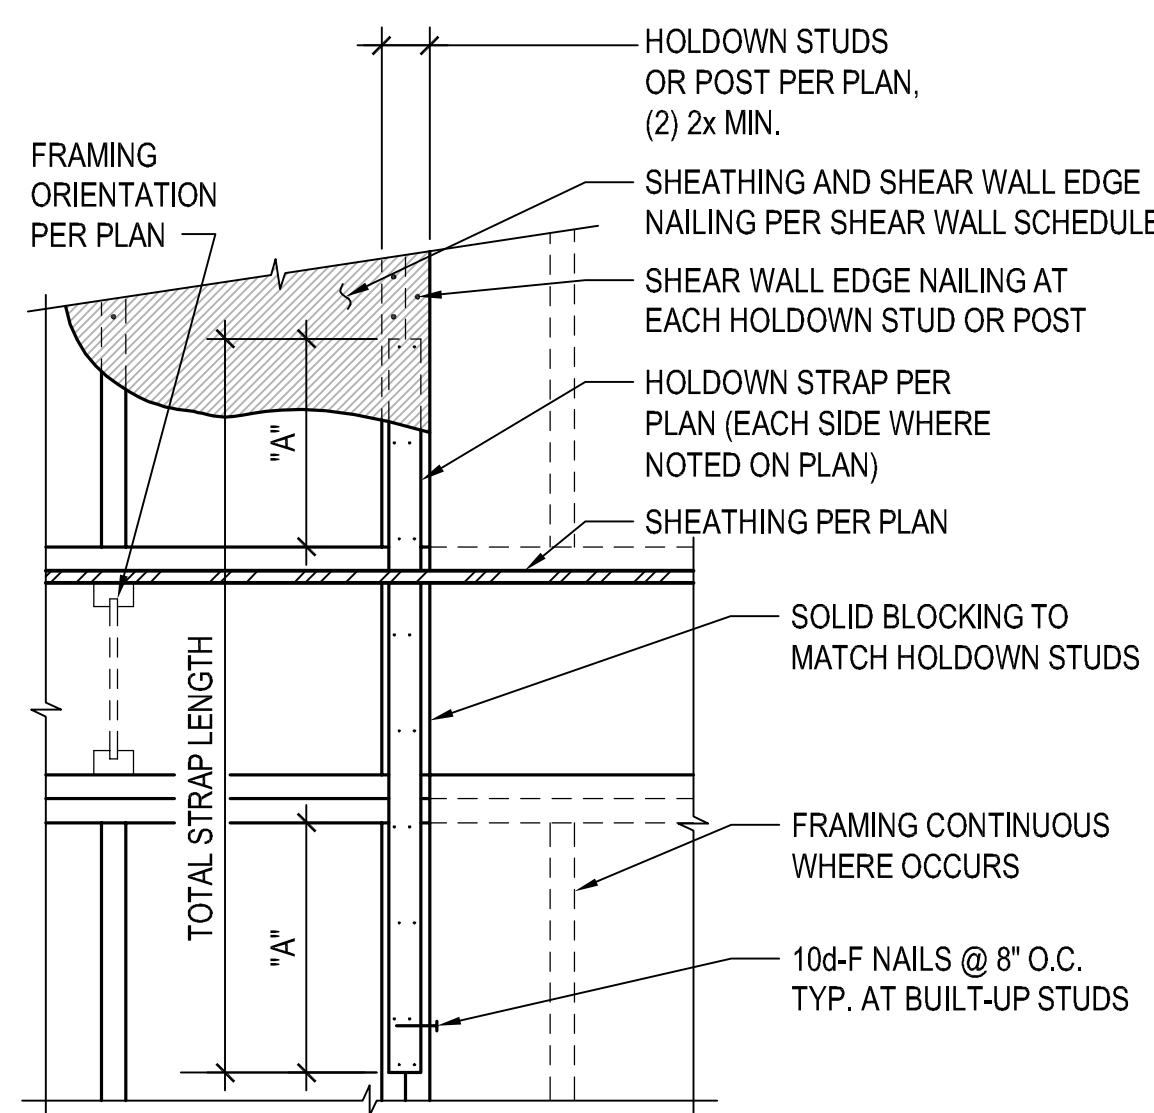 HOLDOWN STUDS
OR POST PER PLAN,
(2) 2x MIN.
FRAMING
ORIENTATION
PER PLAN
SHEATHING AND SHEAR WALL EDGE
NAILING PER SHEAR WALL SCHEDULE
SHEAR WALL EDGE NAILING AT
EACH HOLDOWN STUD OR POST
HOLDOWN STRAP PER
PLAN (EACH SIDE WHERE
NOTED ON PLAN)
"A"
SHEATHING PER PLAN
SOLID BLOCKING TO
MATCH HOLDOWN STUDS
TOTAL STRAP LENGTH
FRAMING CONTINUOUS
WHERE OCCURS
"A"
10d-F NAILS @ 8" O.C.
TYP. AT BUILT-UP STUDS